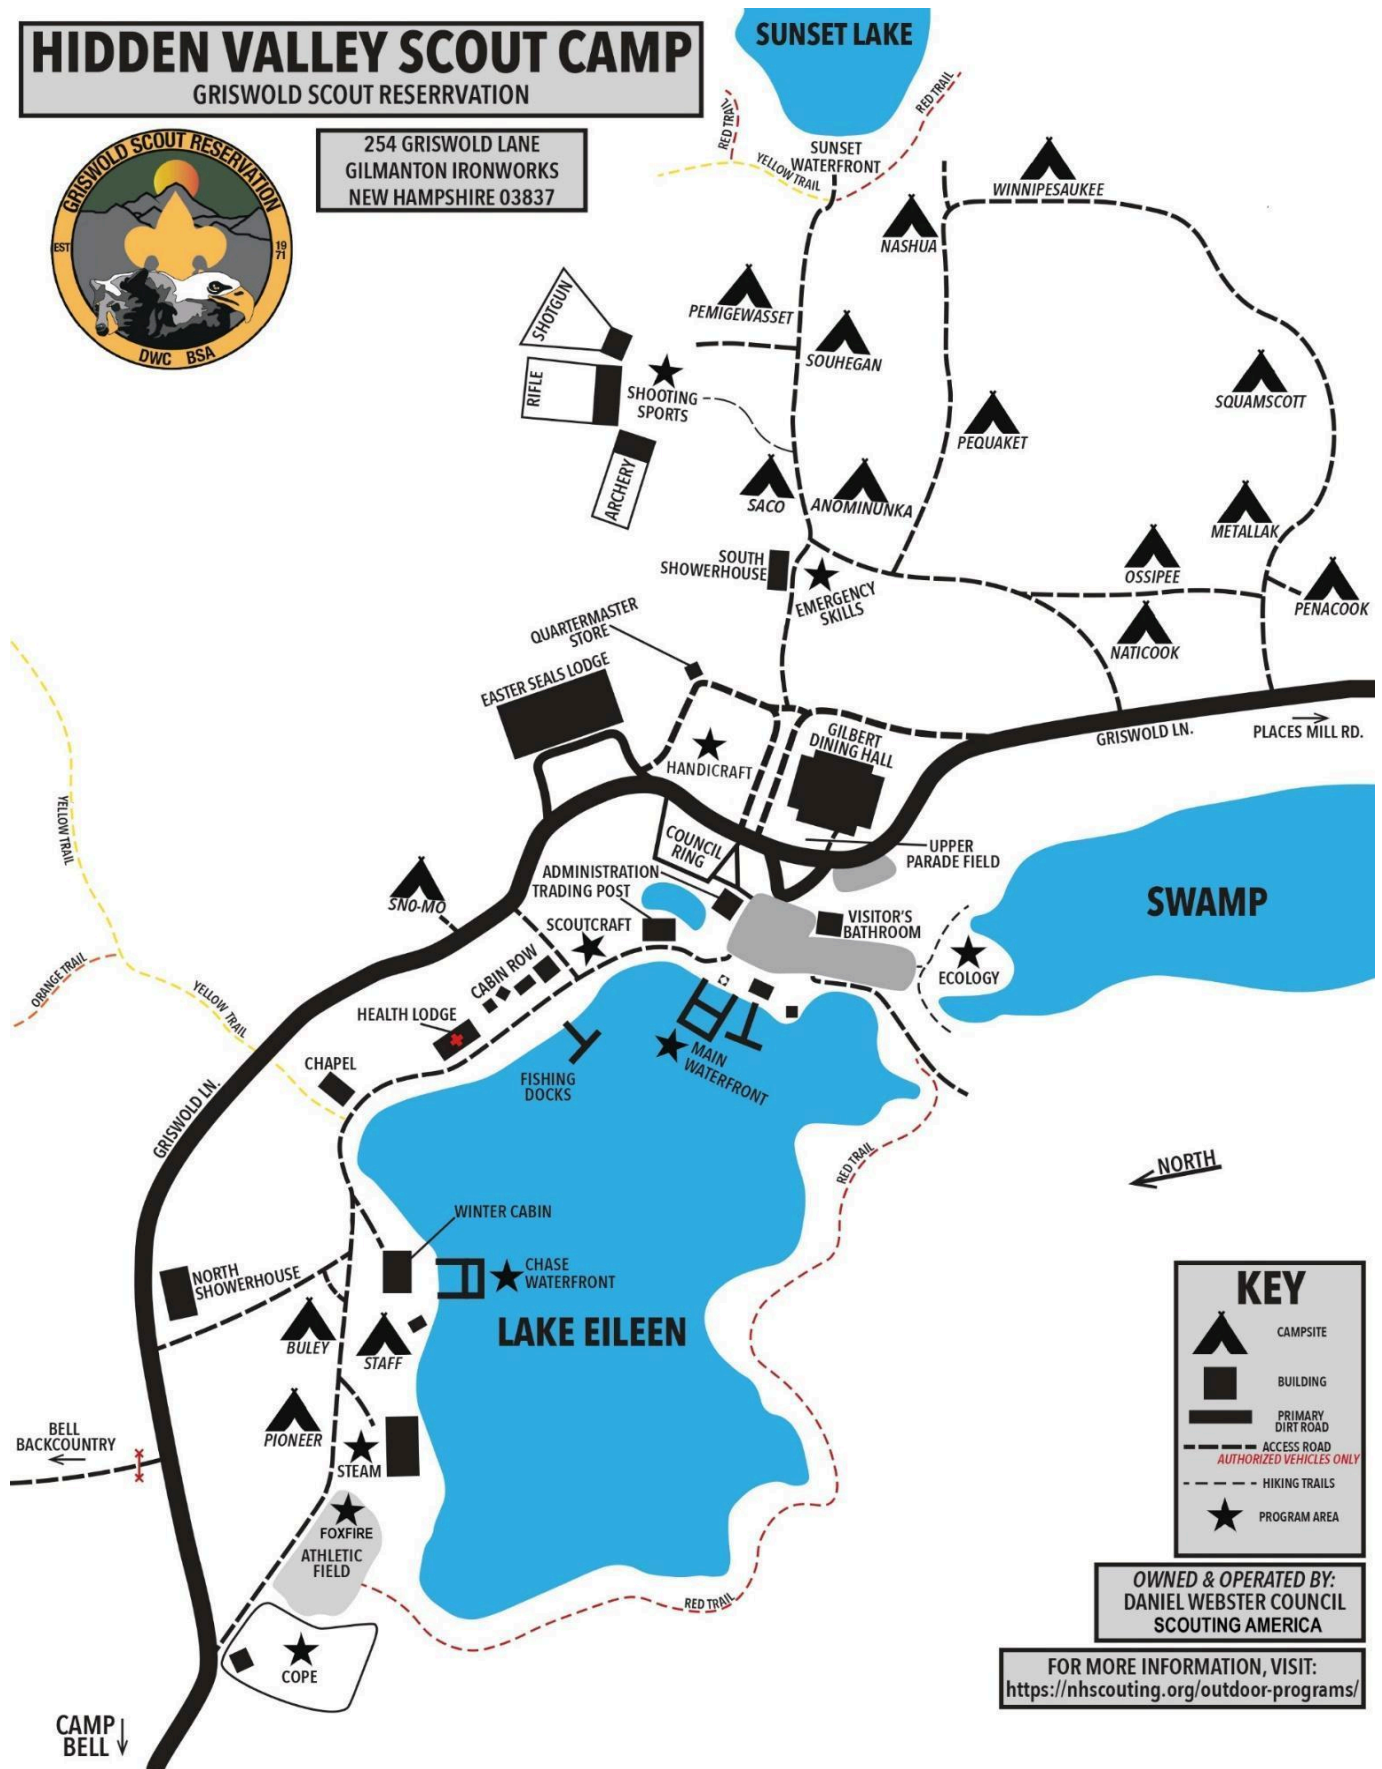 HIDDEN VALLEY SCOUT CAMP
GRISWOLD SCOUT RESERRVATION
254 GRISWOLD LANE
GILMANTON IRONWORKS
NEW HAMPSHIRE 03837
GRISWOLD SCOUT RESERVATION
EST
19
71
DWC BSA
SUNSET LAKE
RED TRAIL
RED TRAIL
SUNSET
WATERFRONT
YELLOW TRAIL
WINNIPESAUKEE
NASHUA
PEMIGEWASSET
SOUHEGAN
SHOTGUN
RIFLE
SHOOTING
SPORTS
ARCHERY
SQUAMSCOTT
PEQUAKET
SACO
ANOMINUNKA
METALLAK
SOUTH
SHOWERHOUSE
EMERGENCY
SKILLS
OSSIPEE
PENACOOK
NATICOOK
QUARTERMASTER
STORE
EASTER SEALS LODGE
HANDICRAFT
GILBERT
DINING HALL
GRISWOLD LN.
PLACES MILL RD.
YELLOW TRAIL
COUNCIL
RING
UPPER
PARADE FIELD
ADMINISTRATION
TRADING POST
SNO-MO
SCOUTCRAFT
VISITOR'S
BATHROOM
SWAMP
ECOLOGY
ORANGE TRAIL
YELLOW TRAIL
CABIN ROW
HEALTH LODGE
CHAPEL
FISHING
DOCKS
MAIN
WATERFRONT
GRISWOLD LN.
RED TRAIL
NORTH
WINTER CABIN
NORTH
SHOWERHOUSE
CHASE
WATERFRONT
LAKE EILEEN
BULEY
STAFF
PIONEER
STEAM
BELL
BACKCOUNTRY
FOXFIRE
ATHLETIC
FIELD
RED TRAIL
COPE
CAMP
BELL
KEY
CAMPSITE
BUILDING
PRIMARY
DIRT ROAD
ACCESS ROAD
AUTHORIZED VEHICLES ONLY
HIKING TRAILS
PROGRAM AREA
OWNED & OPERATED BY:
DANIEL WEBSTER COUNCIL
SCOUTING AMERICA
FOR MORE INFORMATION, VISIT:
https://nhscouting.org/outdoor-programs/